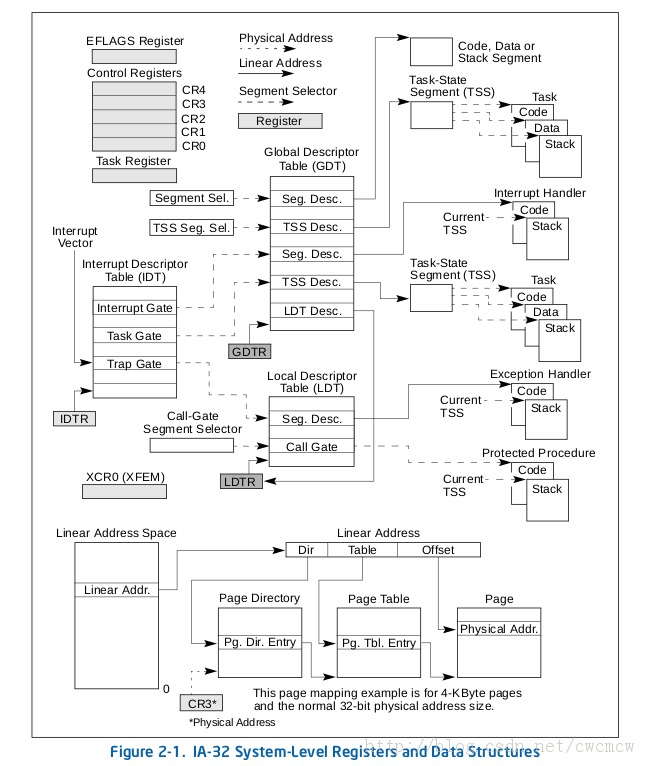 EFLAGS Register
Control Registers
CR4
CR3
CR2
CR1
CR0
Task Register
Physical Address
Linear Address
Segment Selector
Register
Global Descriptor
Table (GDT)
Code, Data or
Stack Segment
Task-State
Segment (TSS)
Task
Code
Data
Stack
Segment Sel.
Seg. Desc.
TSS Seg. Sel.
TSS Desc.
Interrupt Handler
Code
Current
TSS
Stack
Interrupt
Vector
Interrupt Descriptor
Table (IDT)
Seg. Desc.
Interrupt Gate
TSS Desc.
Task-State
Segment (TSS)
Task
Code
Data
Stack
Task Gate
LDT Desc.
Trap Gate
GDTR
IDTR
Local Descriptor
Table (LDT)
Seg. Desc.
Exception Handler
Code
Current
TSS
Stack
Call-Gate
Segment Selector
Call Gate
Protected Procedure
Code
Current
TSS
Stack
XCR0 (XFEM)
LDTR
Linear Address Space
Linear Addr.
0
Linear Address
Dir
Table
Offset
Page Directory
Page Table
Page
Physical Addr.
Pg. Dir. Entry
Pg. Tbl. Entry
CR3*
*Physical Address
This page mapping example is for 4-KByte pages
and the normal 32-bit physical address size.
Figure 2-1. IA-32 System-Level Registers and Data Structures
http://blog.csdn.net/cwcmcw